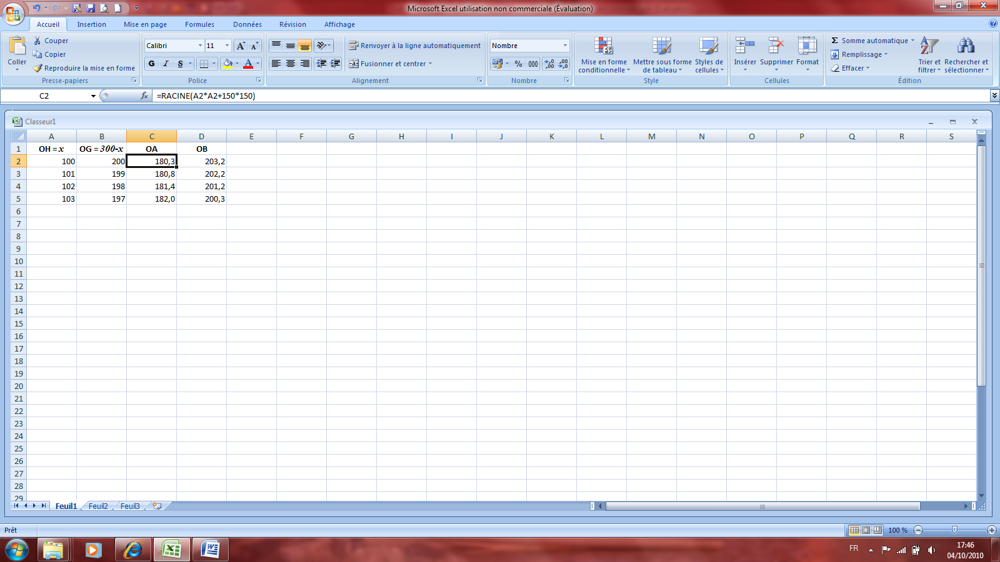 Microsoft Excel utilisation non commerciale (Évaluation)
Accueil Insertion Mise en page Formules Données Révision Affichage
Coller
Couper
Copier
Reproduire la mise en forme
Presse-papiers
Calibri 11
G I S
Police
Renvoyer à la ligne automatiquement
Fusionner et centrer
Alignement
Nombre
% 000
Nombre
Mise en forme conditionnelle
Mettre sous forme de tableau
Styles de cellules
Style
Insérer Supprimer Format
Cellules
Σ Somme automatique
Remplissage
Effacer
Trier et filtrer
Rechercher et sélectionner
Édition
C2 fx =RACINE(A2*A2+150*150)
Classeur1
A B C D E F G H I J K L M N O P Q R S
1 OH = x OG = 300-x OA OB
2 100 200 180,3 203,2
3 101 199 180,8 202,2
4 102 198 181,4 201,2
5 103 197 182,0 200,3
6
7
8
9
10
11
12
13
14
15
16
17
18
19
20
21
22
23
24
25
26
27
28
29
Feuil1 Feuil2 Feuil3
Prêt 100 %
FR 17:46
04/10/2010